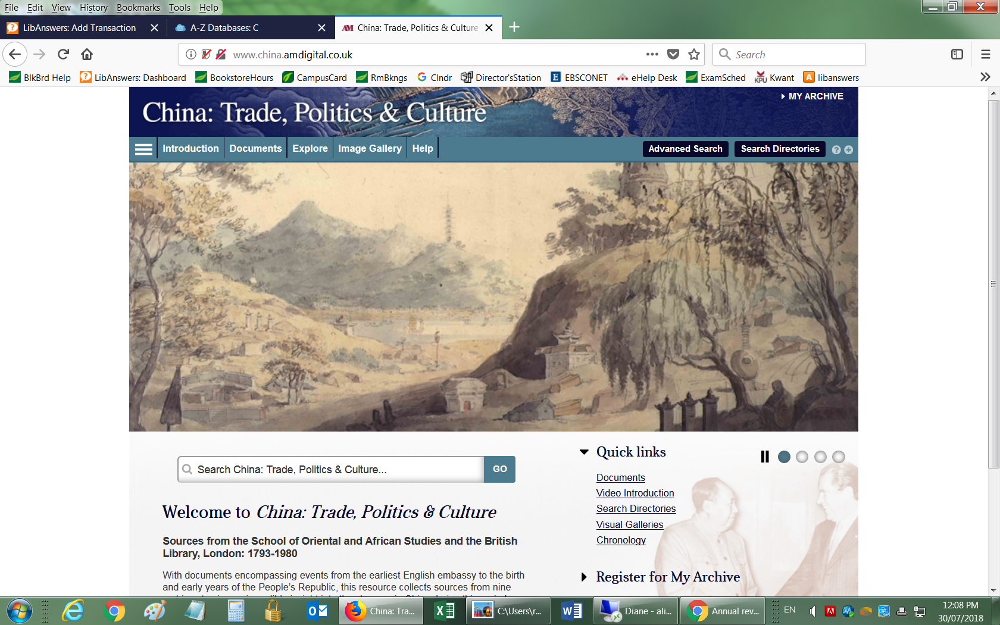 File Edit View History Bookmarks Tools Help
LibAnswers: Add Transaction
A-Z Databases: C
AM China: Trade, Politics & Culture
www.china.amdigital.co.uk
Search
BlkBrd Help LibAnswers: Dashboard BookstoreHours CampusCard RmBkngs G Clndr Director'sStation E EBSCONET eHelp Desk ExamSched KPU Kwant A libanswers
MY ARCHIVE
China: Trade, Politics & Culture
Introduction Documents Explore Image Gallery Help Advanced Search Search Directories ?
Search China: Trade, Politics & Culture... GO
Welcome to China: Trade, Politics & Culture
Sources from the School of Oriental and African Studies and the British
Library, London: 1793-1980
With documents encompassing events from the earliest English embassy to the birth
and early years of the People's Republic, this resource collects sources from nine
Quick links
Documents
Video Introduction
Search Directories
Visual Galleries
Chronology
Register for My Archive
China: Tra...
C:\Users\r...
Diane - ali...
Annual rev...
EN
12:08 PM
30/07/2018